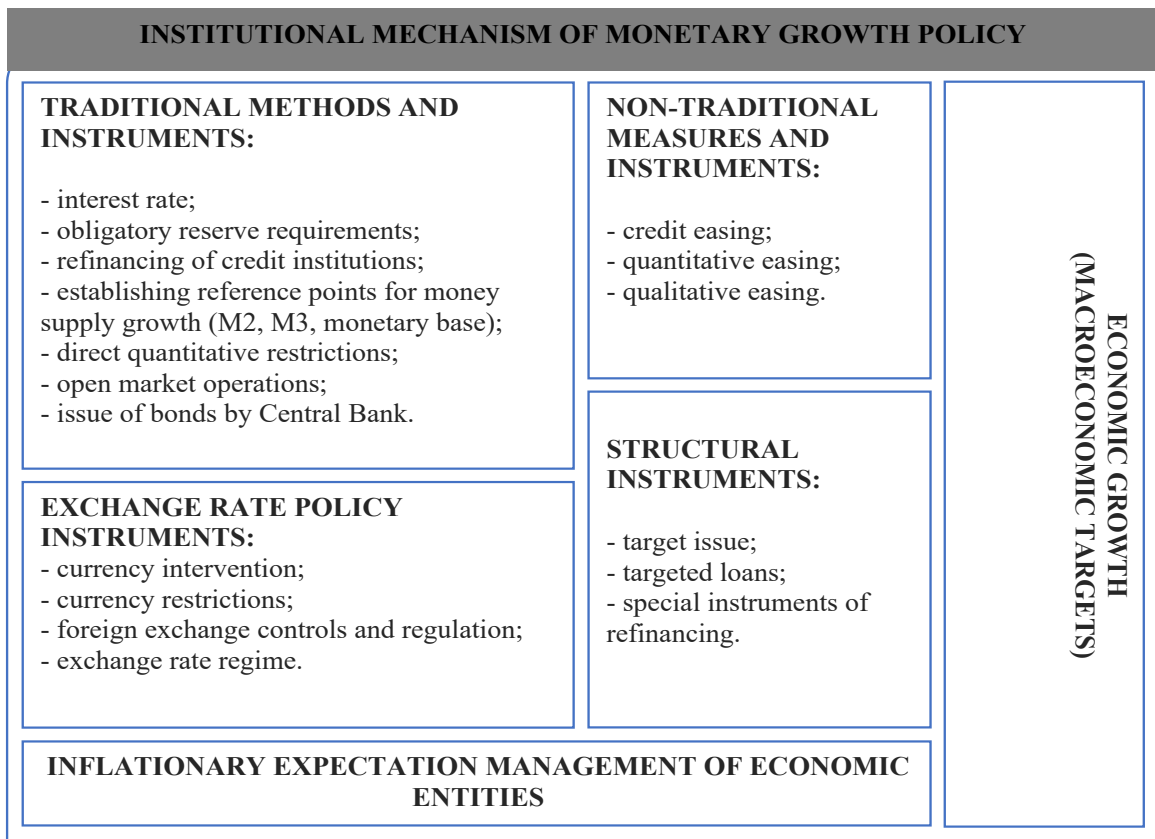 INSTITUTIONAL MECHANISM OF MONETARY GROWTH POLICY
TRADITIONAL METHODS AND
INSTRUMENTS:
- interest rate;
- obligatory reserve requirements;
- refinancing of credit institutions;
- establishing reference points for money
supply growth (M2, M3, monetary base);
- direct quantitative restrictions;
- open market operations;
- issue of bonds by Central Bank.
NON-TRADITIONAL
MEASURES AND
INSTRUMENTS:
- credit easing;
- quantitative easing;
- qualitative easing.
EXCHANGE RATE POLICY
INSTRUMENTS:
- currency intervention;
- currency restrictions;
- foreign exchange controls and regulation;
- exchange rate regime.
STRUCTURAL
INSTRUMENTS:
- target issue;
- targeted loans;
- special instruments of
refinancing.
INFLATIONARY EXPECTATION MANAGEMENT OF ECONOMIC
ENTITIES
ECONOMIC GROWTH
(MACROECONOMIC TARGETS)